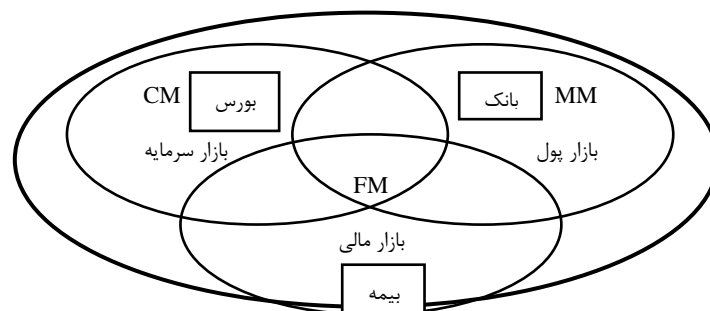 بانک
MM
بورس
CM
بازار پول
بازار سرمایه
FM
بازار مالی
بیمه